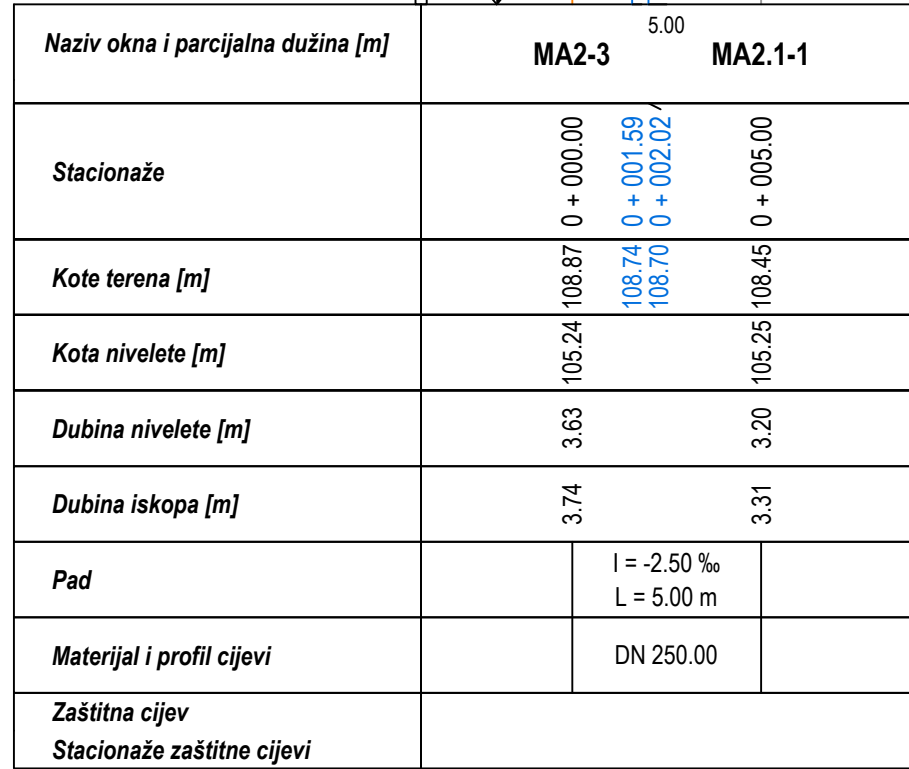 Naziv okna i parcijalna dužina [m]
5.00
MA2-3 MA2.1-1
Stacionaže
0 + 000.00
0 + 001.59
0 + 002.02
0 + 005.00
Kote terena [m]
108.87
108.74
108.70
108.45
Kota nivelete [m]
105.24
105.25
Dubina nivelete [m]
3.63
3.20
Dubina iskopa [m]
3.74
3.31
Pad
I = -2.50 ‰
L = 5.00 m
Materijal i profil cijevi
DN 250.00
Zaštitna cijev
Stacionaže zaštitne cijevi